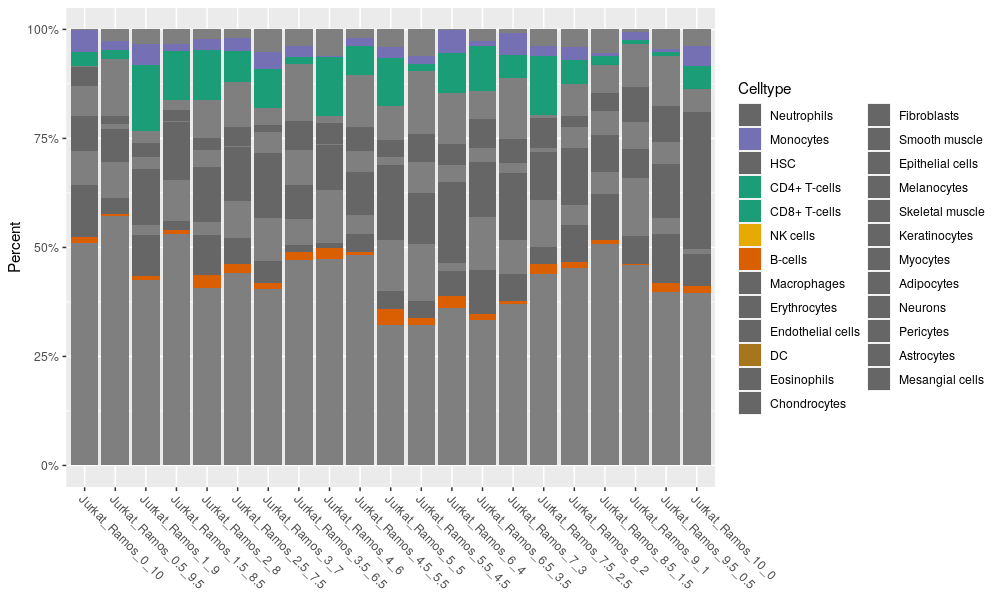 100%
75%
50%
25%
0%
Percent
Jurkat_Ramos_0_10
Jurkat_Ramos_0.5_9.5
Jurkat_Ramos_1_9
Jurkat_Ramos_1.5_8.5
Jurkat_Ramos_2_8
Jurkat_Ramos_2.5_7.5
Jurkat_Ramos_3_7
Jurkat_Ramos_3.5_6.5
Jurkat_Ramos_4_6
Jurkat_Ramos_4.5_5.5
Jurkat_Ramos_5_5
Jurkat_Ramos_5.5_4.5
Jurkat_Ramos_6_4
Jurkat_Ramos_6.5_3.5
Jurkat_Ramos_7_3
Jurkat_Ramos_7.5_2.5
Jurkat_Ramos_8_2
Jurkat_Ramos_8.5_1.5
Jurkat_Ramos_9_1
Jurkat_Ramos_9.5_0.5
Jurkat_Ramos_10_0
Celltype
Neutrophils
Monocytes
HSC
CD4+ T-cells
CD8+ T-cells
NK cells
B-cells
Macrophages
Erythrocytes
Endothelial cells
DC
Eosinophils
Chondrocytes
Fibroblasts
Smooth muscle
Epithelial cells
Melanocytes
Skeletal muscle
Keratinocytes
Myocytes
Adipocytes
Neurons
Pericytes
Astrocytes
Mesangial cells